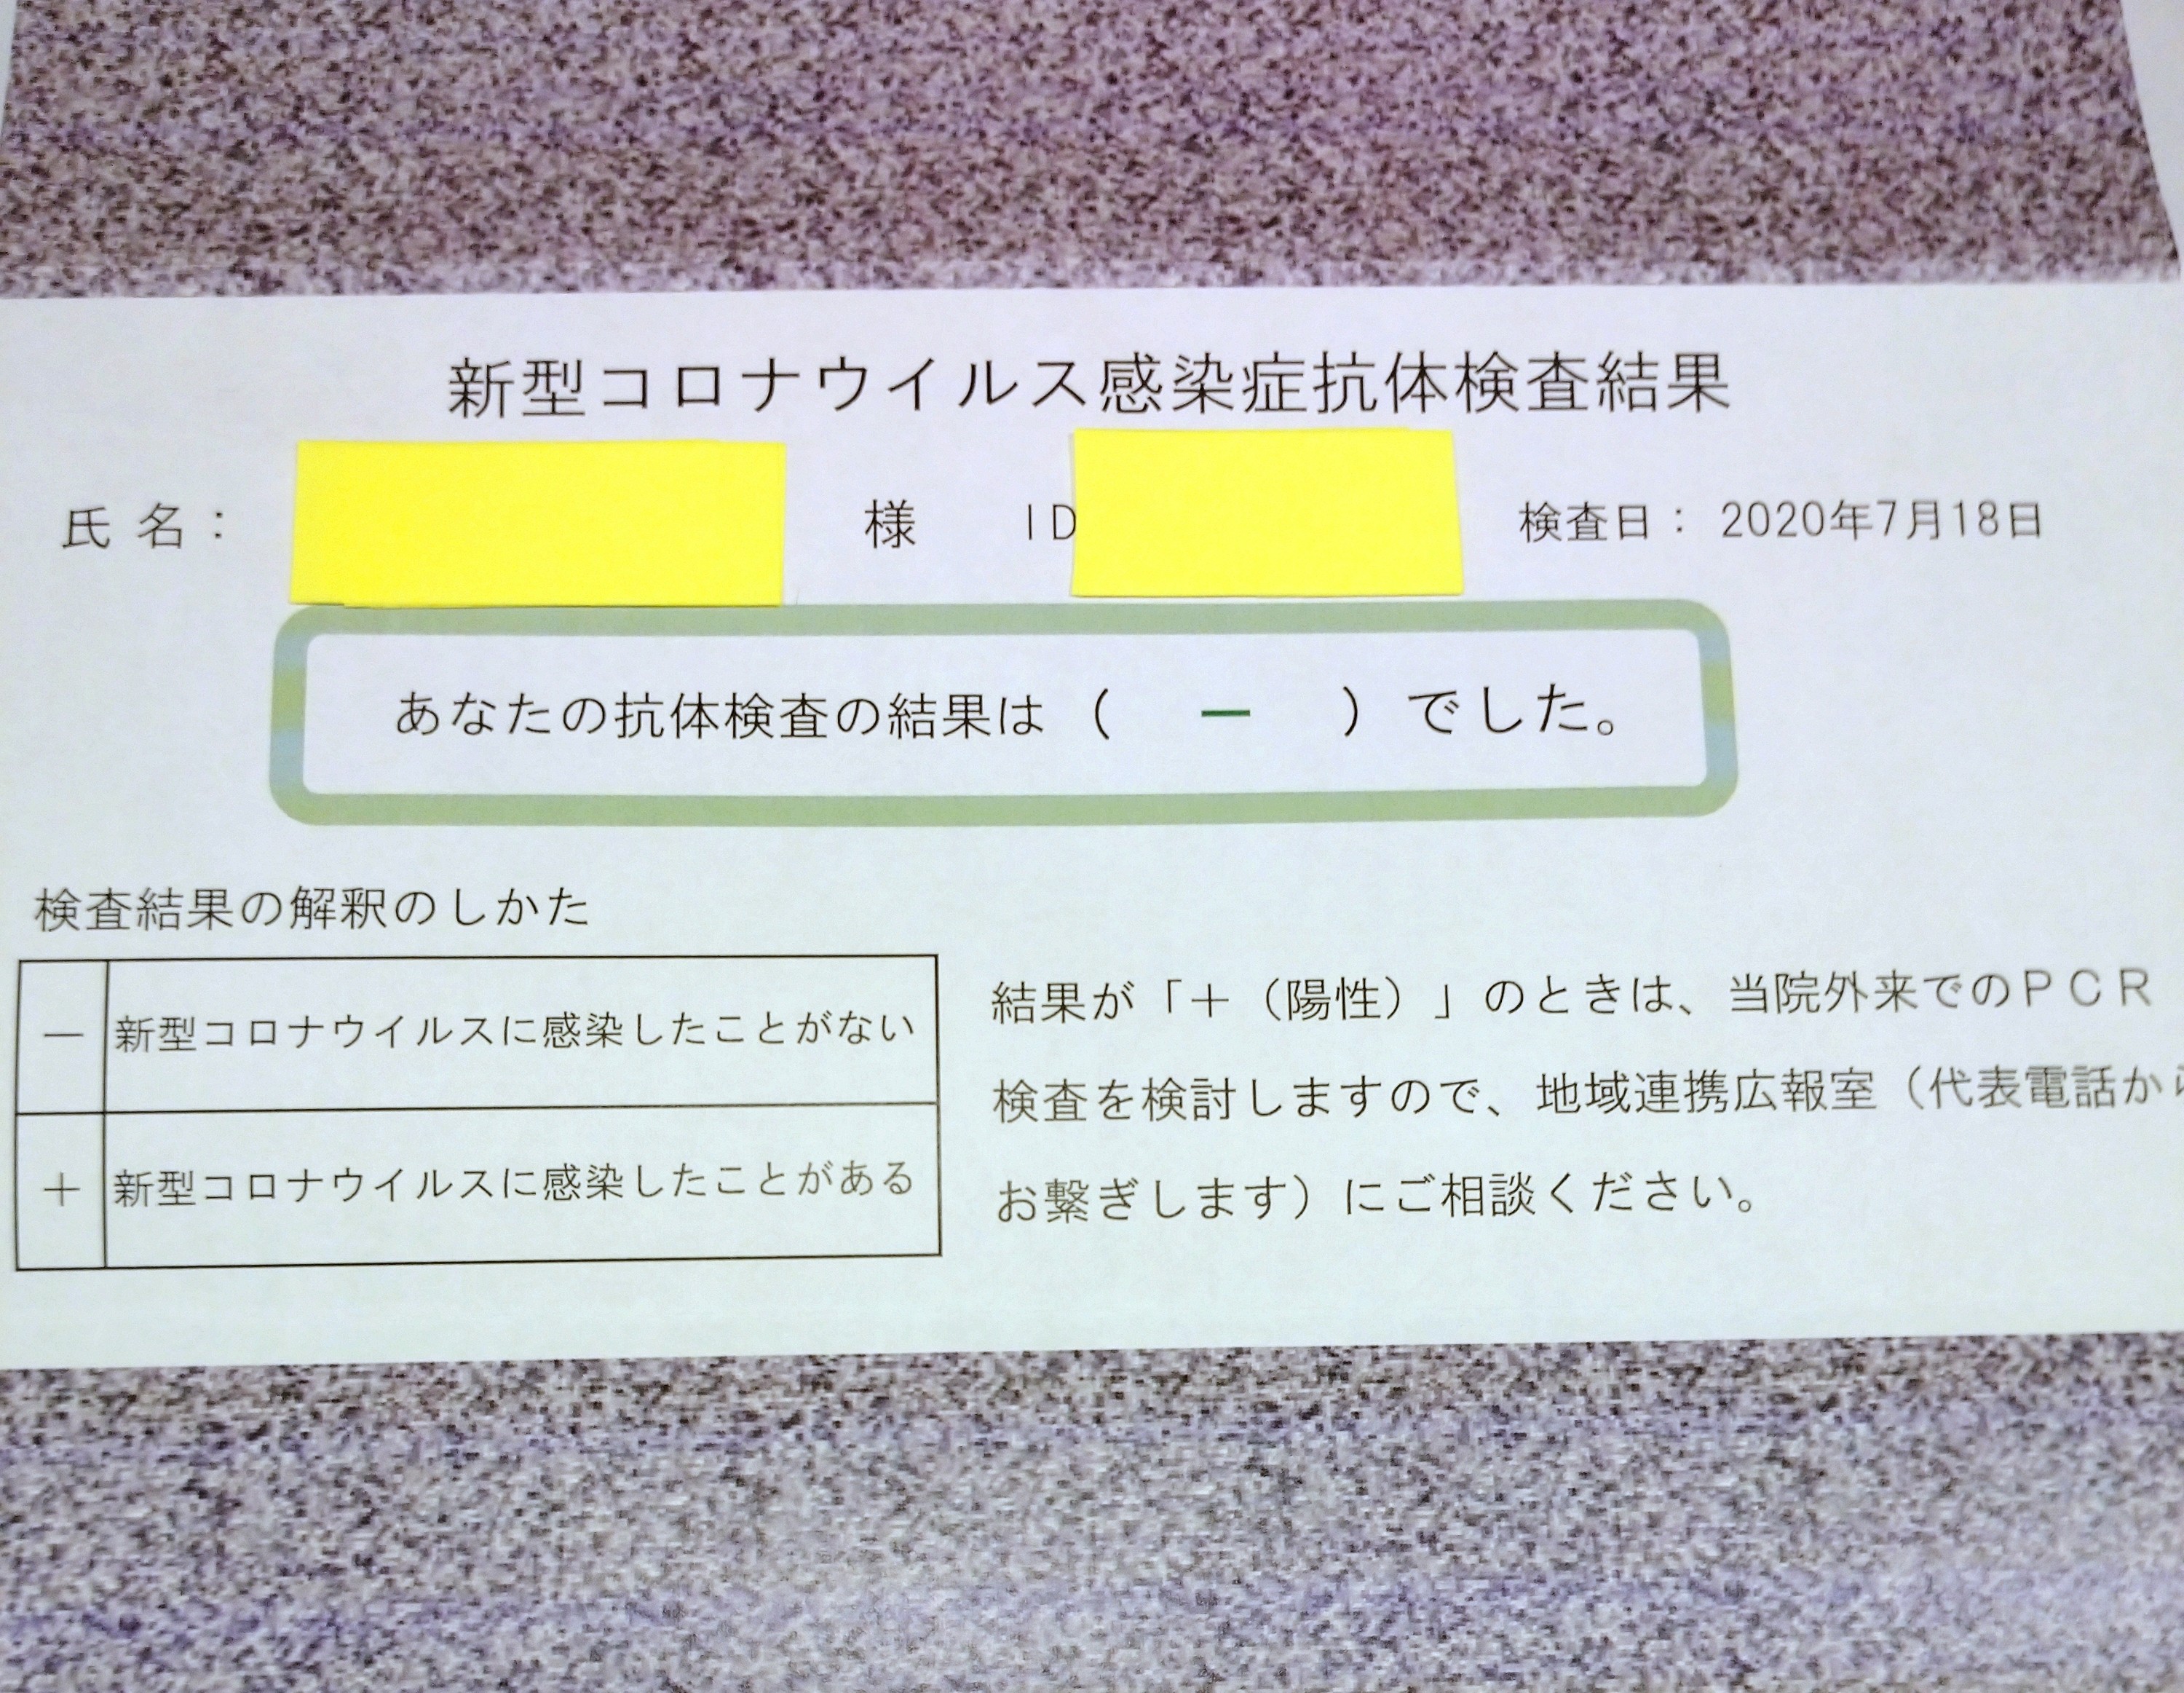 新型コロナウイルス感染症抗体検査結果
氏名： 様 ID 検査日： 2020年7月18日
あなたの抗体検査の結果は（ － ）でした。
検査結果の解釈のしかた
－ 新型コロナウイルスに感染したことがない
＋ 新型コロナウイルスに感染したことがある
結果が「＋（陽性）」のときは、当院外来でのＰＣＲ
検査を検討しますので、地域連携広報室（代表電話から
お繋ぎします）にご相談ください。